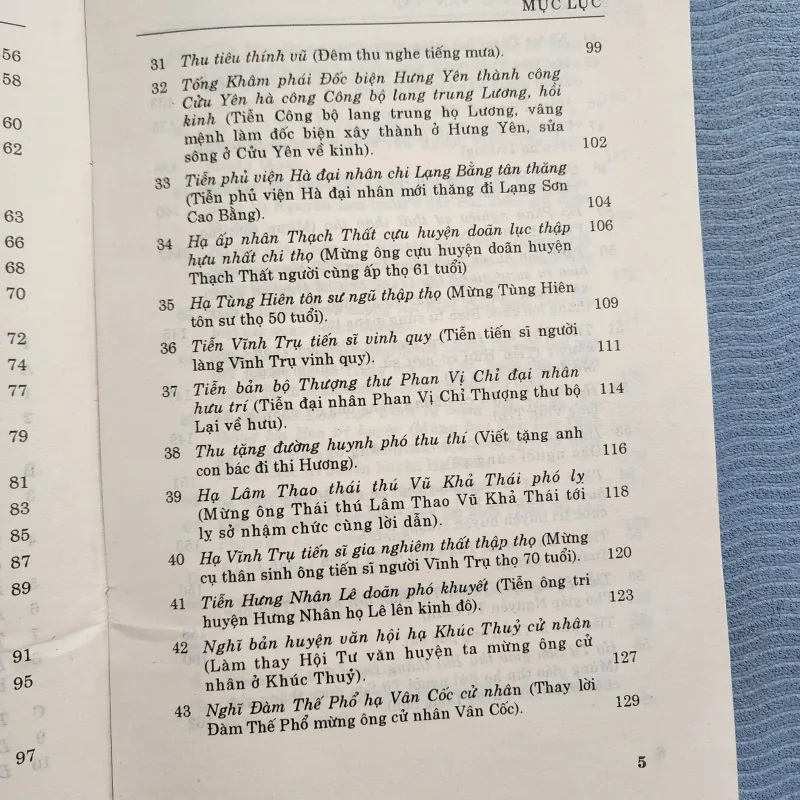 MỤC LỤC
56
58
60
62
63
66
68
70
72
74
77
79
81
83
85
87
89
91
95
97
31 Thu tiêu thính vũ (Đêm thu nghe tiếng mưa). 99
32 Tống Khâm phái Đốc biện Hưng Yên thành công
Cửu Yên hà công Công bộ lang trung Lương, hồi
kinh (Tiễn Công bộ lang trung họ Lương, vâng
mệnh làm đốc biện xây thành ở Hưng Yên, sửa
sông ở Cửu Yên về kinh). 102
33 Tiễn phủ viện Hà đại nhân chi Lạng Bằng tân thăng
(Tiễn phủ viện Hà đại nhân mới thăng đi Lạng Sơn
Cao Bằng). 104
34 Hạ ấp nhân Thạch Thất cựu huyện doãn lục thập 106
hựu nhất chi thọ (Mừng ông cựu huyện doãn huyện
Thạch Thất người cùng ấp thọ 61 tuổi)
35 Hạ Tùng Hiên tôn sư ngũ thập thọ (Mừng Tùng Hiên
tôn sư thọ 50 tuổi). 109
36 Tiễn Vĩnh Trụ tiến sĩ vinh quy (Tiễn tiến sĩ người
làng Vĩnh Trụ vinh quy). 111
37 Tiễn bản bộ Thượng thư Phan Vị Chỉ đại nhân
hưu trí (Tiễn đại nhân Phan Vị Chỉ Thượng thư bộ 114
Lại về hưu).
38 Thu tặng đường huynh phó thu thí (Viết tặng anh
con bác đi thi Hương). 116
39 Hạ Lâm Thao thái thú Vũ Khả Thái phó lỵ
(Mừng ông Thái thú Lâm Thao Vũ Khả Thái tới 118
lỵ sở nhậm chức cùng lời dẫn).
40 Hạ Vĩnh Trụ tiến sĩ gia nghiêm thất thập thọ (Mừng
cụ thân sinh ông tiến sĩ người Vĩnh Trụ thọ 70 tuổi). 120
41 Tiễn Hưng Nhân Lê doãn phó khuyết (Tiễn ông tri
huyện Hưng Nhân họ Lê lên kinh đô). 123
42 Nghĩ bản huyện văn hội hạ Khúc Thuỷ cử nhân
(Làm thay Hội Tư văn huyện ta mừng ông cử
nhân ở Khúc Thuỷ). 127
43 Nghĩ Đàm Thế Phổ hạ Vân Cốc cử nhân (Thay lời
Đàm Thế Phổ mừng ông cử nhân Vân Cốc). 129
5